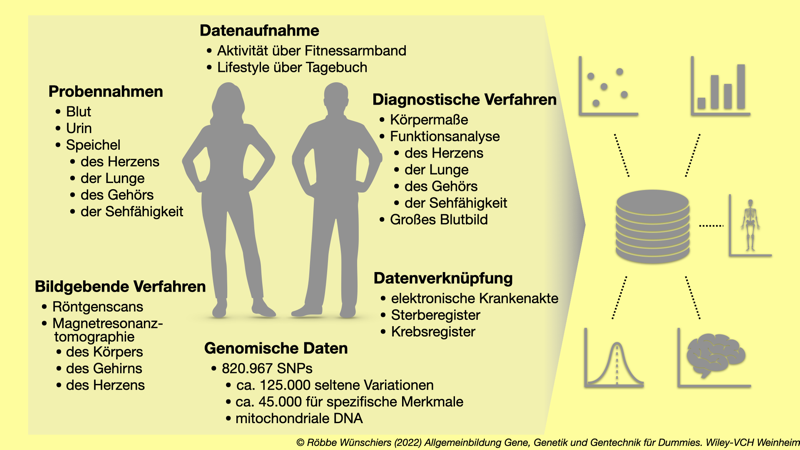 Datenaufnahme
• Aktivität über Fitnessarmband
• Lifestyle über Tagebuch
Probennahmen
• Blut
• Urin
• Speichel
• des Herzens
• der Lunge
• des Gehörs
• der Sehfähigkeit
Diagnostische Verfahren
• Körpermaße
• Funktionsanalyse
• des Herzens
• der Lunge
• des Gehörs
• der Sehfähigkeit
• Großes Blutbild
Bildgebende Verfahren
• Röntgenscans
• Magnetresonanz-
tomographie
• des Körpers
• des Gehirns
• des Herzens
Datenverknüpfung
• elektronische Krankenakte
• Sterberegister
• Krebsregister
Genomische Daten
• 820.967 SNPs
• ca. 125.000 seltene Variationen
• ca. 45.000 für spezifische Merkmale
• mitochondriale DNA
© Röbbe Wünschiers (2022) Allgemeinbildung Gene, Genetik und Gentechnik für Dummies. Wiley-VCH Weinheim